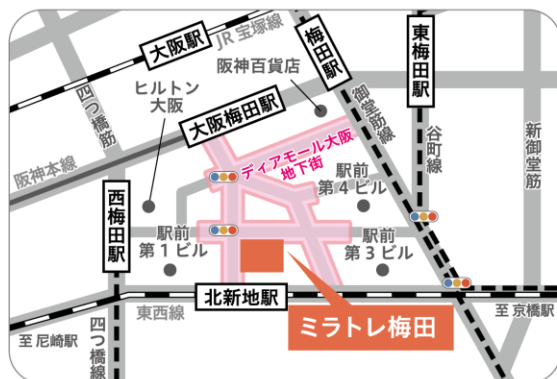 大阪駅
JR 宝塚線
梅田駅
東梅田駅
阪神百貨店
四つ橋筋
ヒルトン
大阪
大阪梅田駅
御堂筋線
谷町線
新御堂筋
阪神本線
ディアモール大阪
地下街
駅前
第4ビル
西梅田駅
駅前
第1ビル
駅前
第3ビル
北新地駅
東西線
至 尼崎駅
四つ橋線
至 京橋駅
ミラトレ梅田